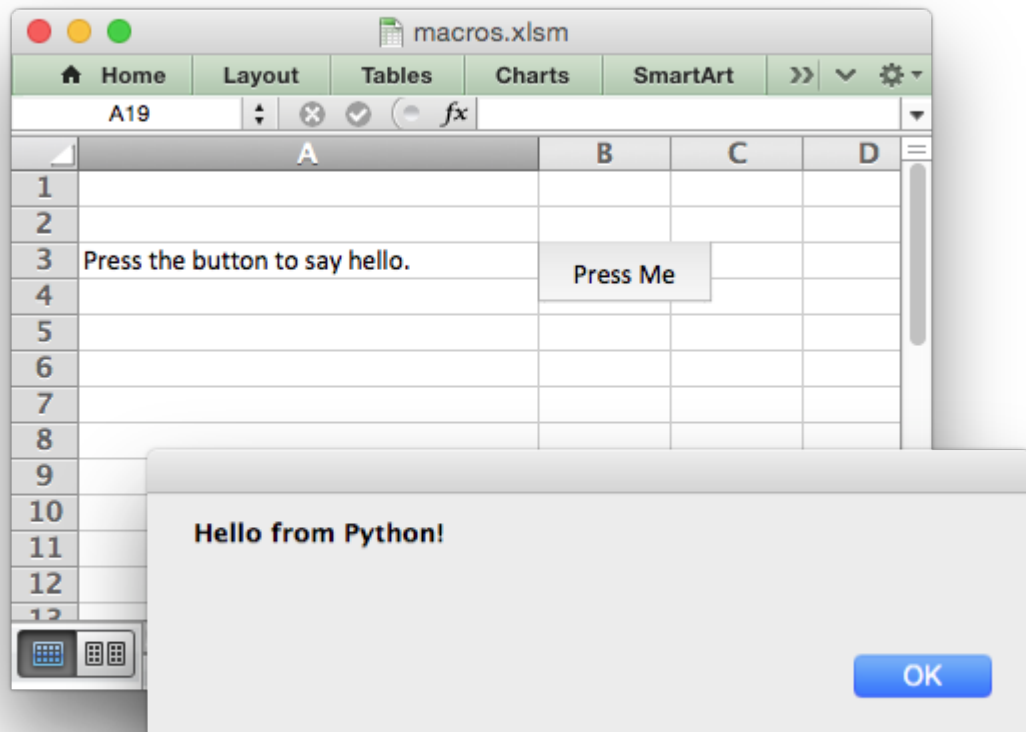 macros.xlsm
Home Layout Tables Charts SmartArt
A19 fx
A B C D
1
2
3 Press the button to say hello. Press Me
4
5
6
7
8
9
10
11
12
13
Hello from Python!
OK